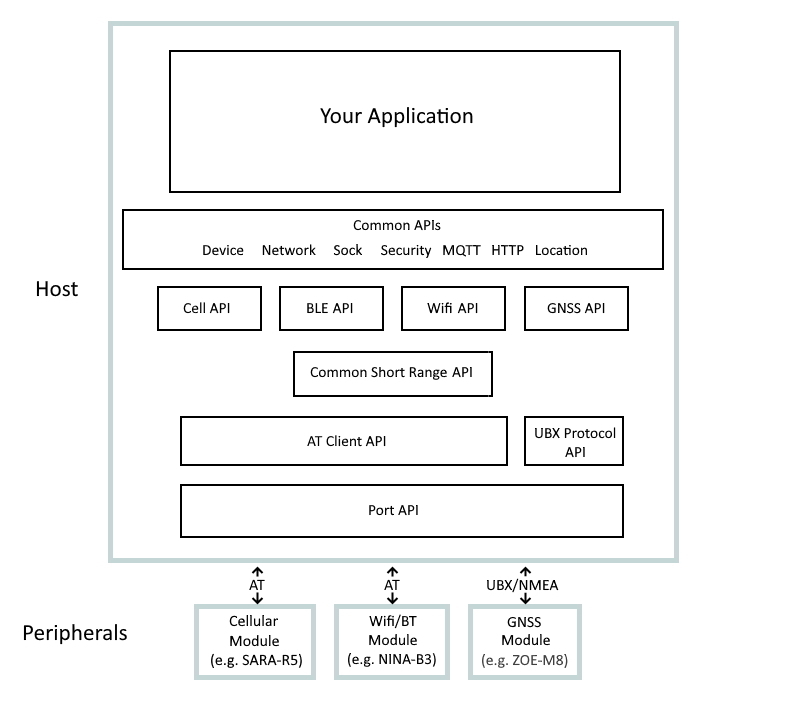 Your Application
Common APIs
Device Network Sock Security MQTT HTTP Location
Host
Cell API BLE API Wifi API GNSS API
Common Short Range API
AT Client API
UBX Protocol
API
Port API
AT AT UBX/NMEA
Peripherals
Cellular
Module
(e.g. SARA-R5)
Wifi/BT
Module
(e.g. NINA-B3)
GNSS
Module
(e.g. ZOE-M8)